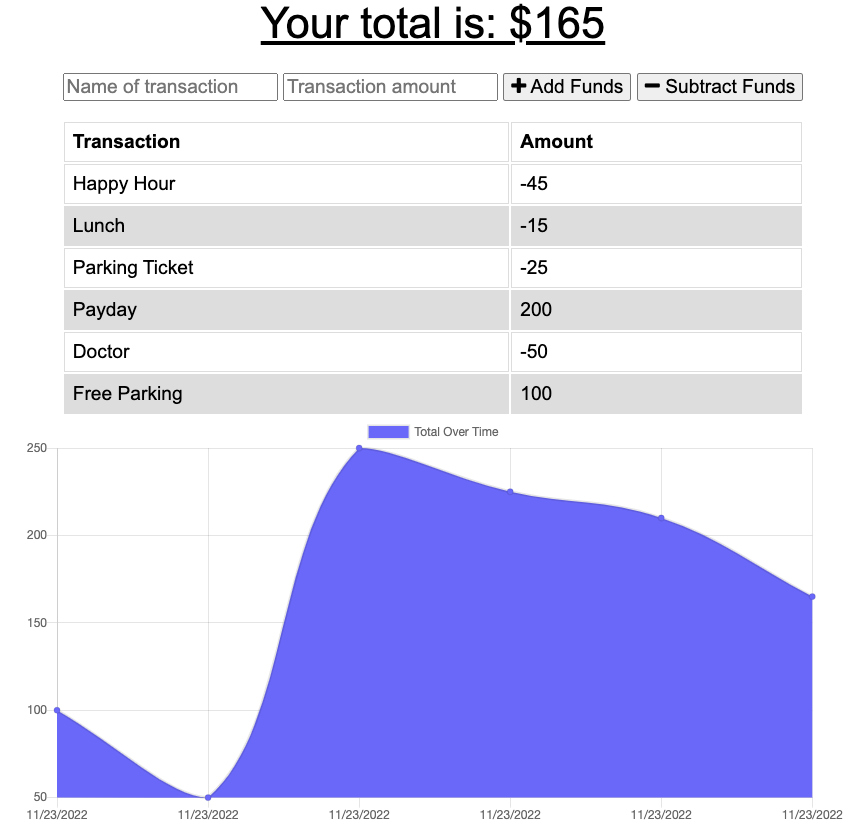 Your total is: $165
Name of transaction Transaction amount + Add Funds − Subtract Funds
Transaction Amount
Happy Hour -45
Lunch -15
Parking Ticket -25
Payday 200
Doctor -50
Free Parking 100
Total Over Time
250
200
150
100
50
11/23/2022 11/23/2022 11/23/2022 11/23/2022 11/23/2022 11/23/2022